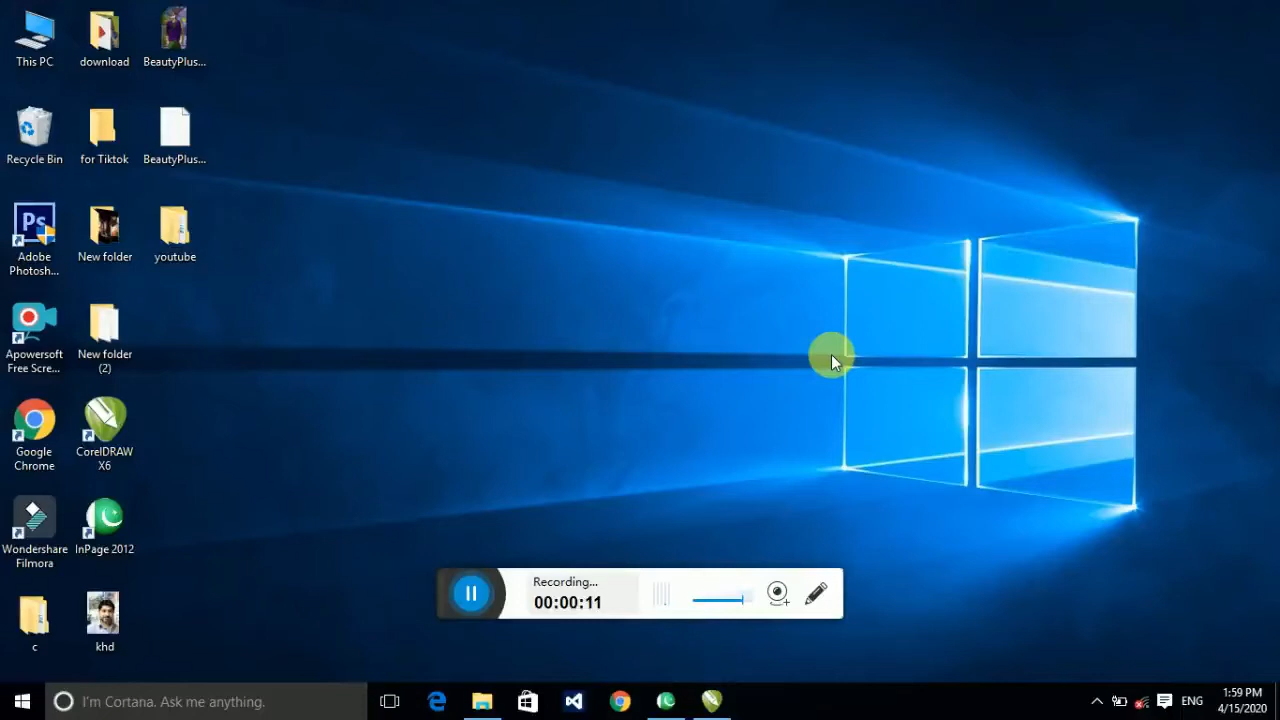 This PC
download
BeautyPlus...
Recycle Bin
for Tiktok
BeautyPlus...
Ps
Adobe
Photosh...
New folder
youtube
Apowersoft
Free Scre...
New folder
(2)
Google
Chrome
CorelDRAW
X6
Wondershare
Filmora
InPage 2012
c
khd
Recording...
00:00:11
I'm Cortana. Ask me anything.
ENG
1:59 PM
4/15/2020